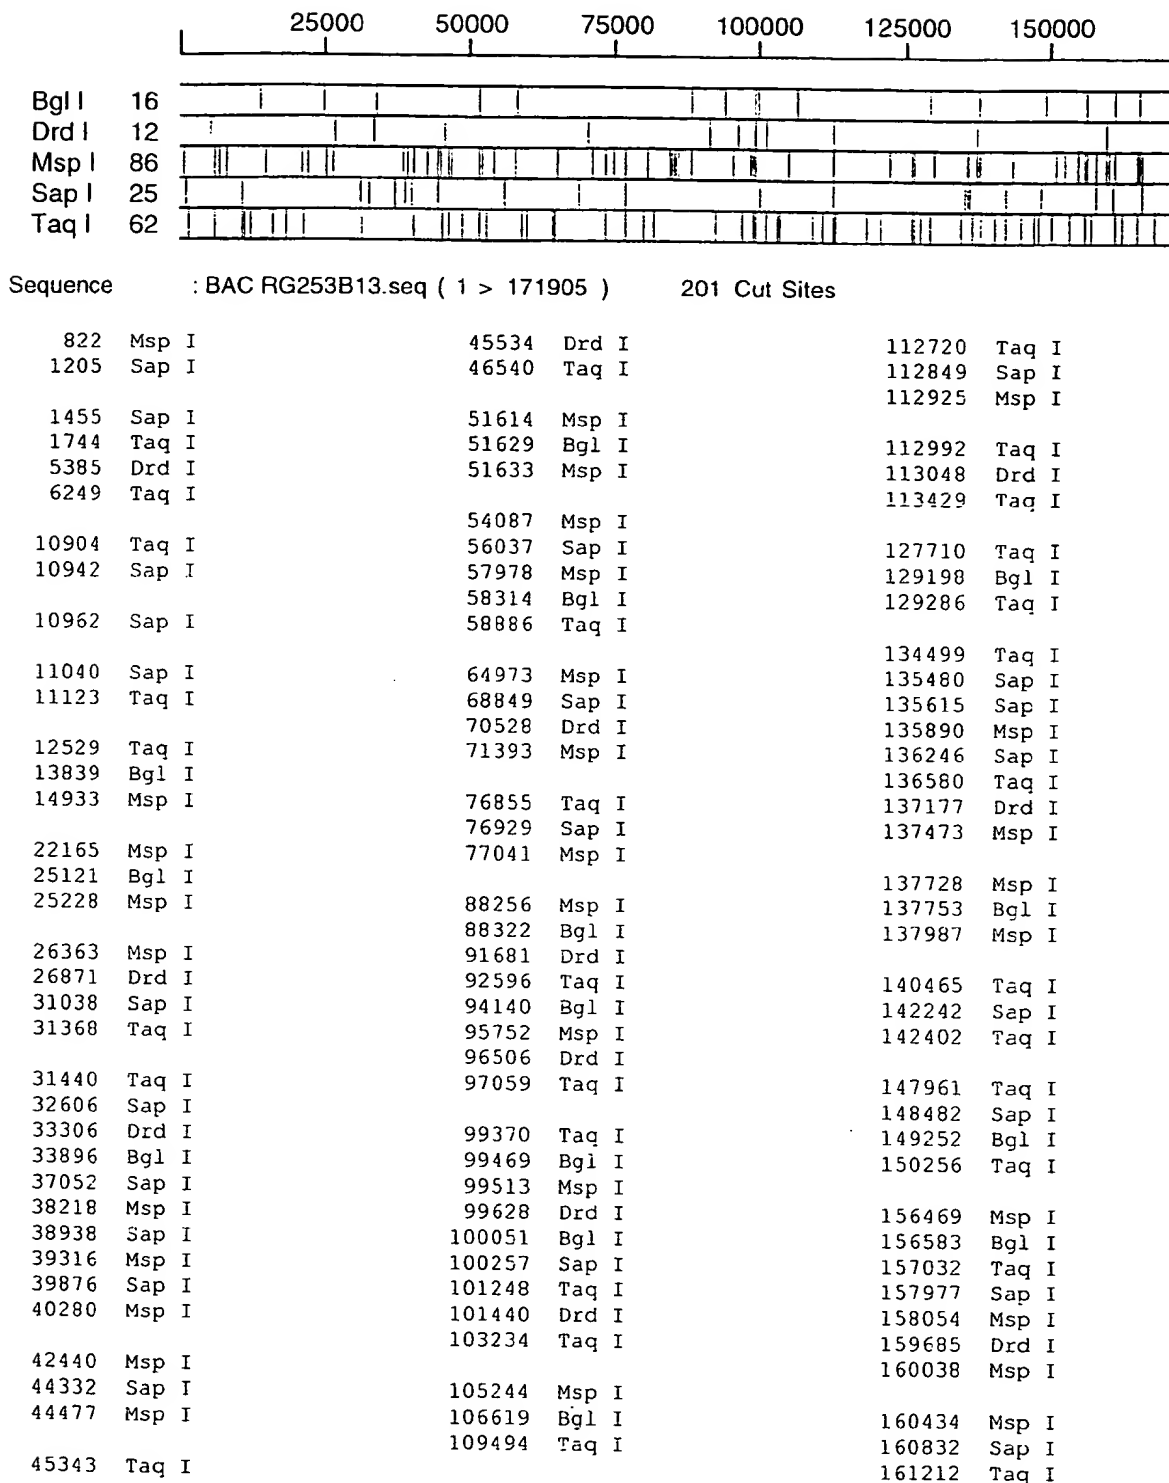 25000 50000 75000 100000 125000 150000
Bgl I 16
Drd I 12
Msp I 86
Sap I 25
Taq I 62
Sequence : BAC RG253B13.seq ( 1 > 171905 ) 201 Cut Sites
822 Msp I
1205 Sap I
1455 Sap I
1744 Taq I
5385 Drd I
6249 Taq I
10904 Taq I
10942 Sap I
10962 Sap I
11040 Sap I
11123 Taq I
12529 Taq I
13839 Bgl I
14933 Msp I
22165 Msp I
25121 Bgl I
25228 Msp I
26363 Msp I
26871 Drd I
31038 Sap I
31368 Taq I
31440 Taq I
32606 Sap I
33306 Drd I
33896 Bgl I
37052 Sap I
38218 Msp I
38938 Sap I
39316 Msp I
39876 Sap I
40280 Msp I
42440 Msp I
44332 Sap I
44477 Msp I
45343 Taq I
45534 Drd I
46540 Taq I
51614 Msp I
51629 Bgl I
51633 Msp I
54087 Msp I
56037 Sap I
57978 Msp I
58314 Bgl I
58886 Taq I
64973 Msp I
68849 Sap I
70528 Drd I
71393 Msp I
76855 Taq I
76929 Sap I
77041 Msp I
88256 Msp I
88322 Bgl I
91681 Drd I
92596 Taq I
94140 Bgl I
95752 Msp I
96506 Drd I
97059 Taq I
99370 Taq I
99469 Bgl I
99513 Msp I
99628 Drd I
100051 Bgl I
100257 Sap I
101248 Taq I
101440 Drd I
103234 Taq I
105244 Msp I
106619 Bgl I
109494 Taq I
112720 Taq I
112849 Sap I
112925 Msp I
112992 Taq I
113048 Drd I
113429 Taq I
127710 Taq I
129198 Bgl I
129286 Taq I
134499 Taq I
135480 Sap I
135615 Sap I
135890 Msp I
136246 Sap I
136580 Taq I
137177 Drd I
137473 Msp I
137728 Msp I
137753 Bgl I
137987 Msp I
140465 Taq I
142242 Sap I
142402 Taq I
147961 Taq I
148482 Sap I
149252 Bgl I
150256 Taq I
156469 Msp I
156583 Bgl I
157032 Taq I
157977 Sap I
158054 Msp I
159685 Drd I
160038 Msp I
160434 Msp I
160832 Sap I
161212 Taq I